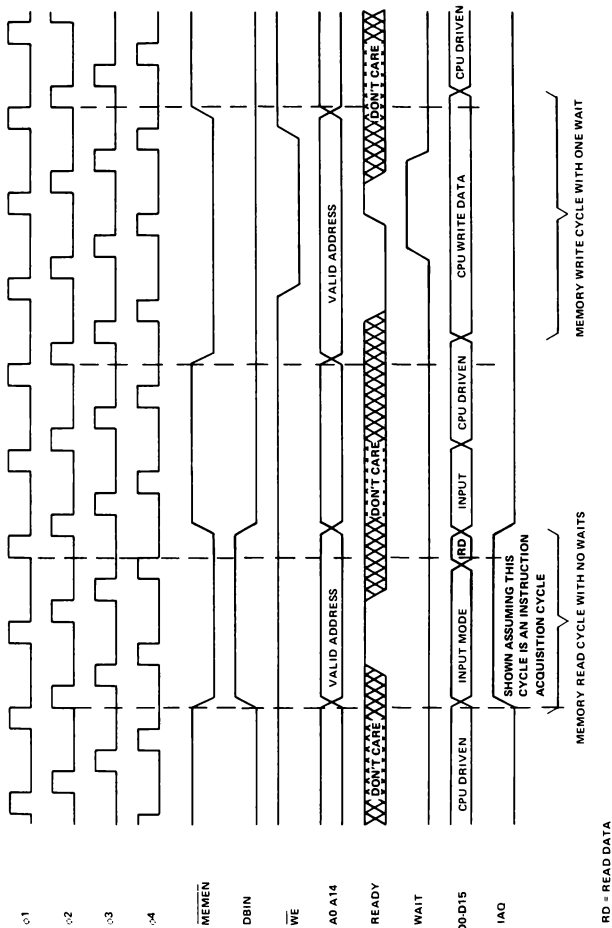 φ1
φ2
φ3
φ4
MEMEN
DBIN
WE
A0 A14
VALID ADDRESS
VALID ADDRESS
READY
DON'T CARE
DON'T CARE
DON'T CARE
WAIT
00-D15
CPU DRIVEN
INPUT MODE
RD
INPUT
CPU DRIVEN
CPU WRITE DATA
CPU DRIVEN
IAQ
SHOWN ASSUMING THIS
CYCLE IS AN INSTRUCTION
ACQUISITION CYCLE
MEMORY READ CYCLE WITH NO WAITS
MEMORY WRITE CYCLE WITH ONE WAIT
RD = READ DATA